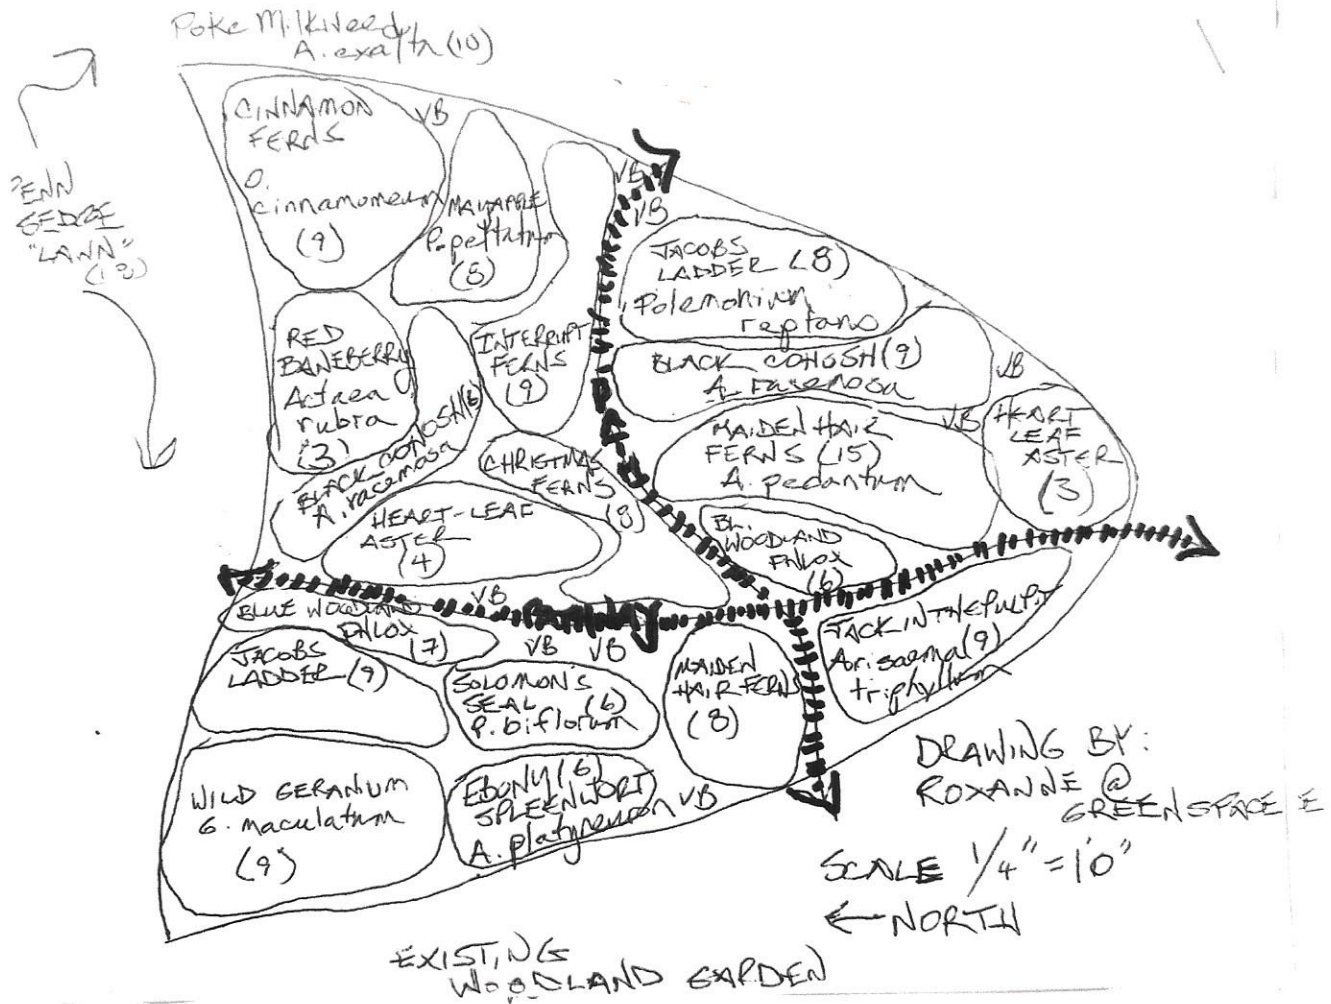 Poke Milkweed
A. exalta (10)
CINNAMON
FERNS
O.
cinnamomeum
(9)
VB
MAYAPPLE
P. peltatum
(8)
VB
VB
JACOBS
LADDER (8)
Polemonium
reptans
"LAWN"
SEDGE
RED
BANEBERRY
Actaea
rubra
(3)
INTERRUPT
FERNS
(9)
BLACK COHOSH (9)
A. racemosa
VB
BLACK COHOSH (6)
A. racemosa
CHRISTMAS
FERNS
(8)
MAIDEN HAIR
FERNS (15)
A. pedantum
VB
HEART
LEAF
ASTER
(3)
HEART-LEAF
ASTER
(4)
BL.
WOODLAND
PHLOX
(6)
VB
PATHWAY
BLUE WOODLAND
PHLOX
(7)
VB
VB
JACOBS
LADDER (9)
SOLOMON'S
SEAL (6)
P. biflorum
MAIDEN
HAIR FERNS
(8)
JACK IN THE PULPIT
Arisaema (9)
triphyllum
WILD GERANIUM
G. maculatum
(9)
EBONY (6)
SPLEENWORT
A. platyneuron
VB
DRAWING BY:
ROXANNE @
GREENSPACE
SCALE 1/4" = 1'0"
← NORTH
EXISTING
WOODLAND GARDEN